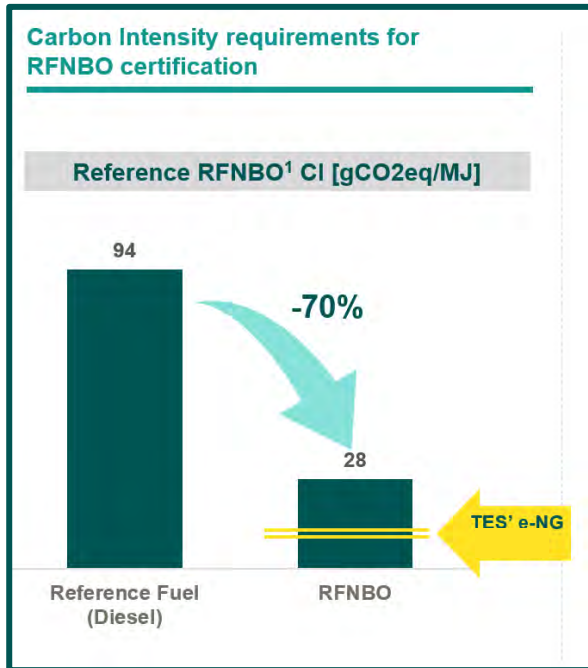 Carbon Intensity requirements for
RFNBO certification
Reference RFNBO¹ CI [gCO2eq/MJ]
94
-70%
28
TES' e-NG
Reference Fuel
(Diesel)
RFNBO